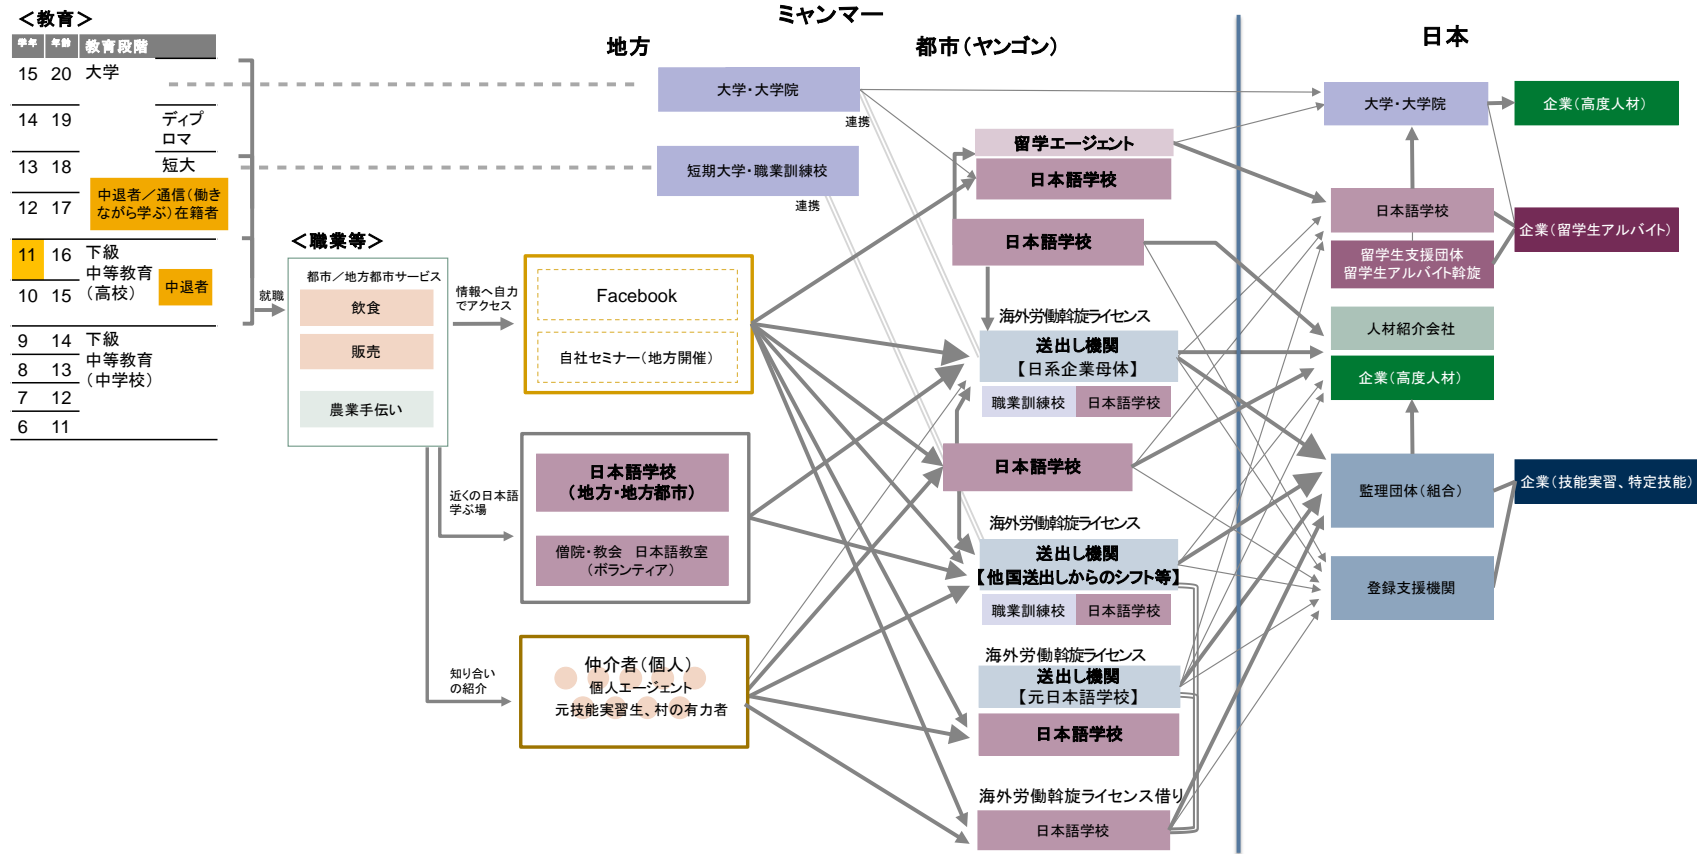 ミャンマー
＜教育＞
地方
都市（ヤンゴン）
日本
学年 年齢 教育段階
15 20 大学
14 19 ディプ
ロマ
13 18 短大
12 17 中退者／通信（働き
ながら学ぶ）在籍者
11 16 下級
中等教育
（高校）
10 15 中退者
9 14 下級
中等教育
（中学校）
8 13
7 12
6 11
就職
＜職業等＞
都市／地方都市サービス
飲食
販売
農業手伝い
情報へ自力
でアクセス
近くの日本語
学ぶ場
知り合い
の紹介
大学・大学院
連携
短期大学・職業訓練校
連携
Facebook
自社セミナー（地方開催）
日本語学校
（地方・地方都市）
僧院・教会　日本語教室
（ボランティア）
仲介者（個人）
個人エージェント
元技能実習生、村の有力者
留学エージェント
日本語学校
日本語学校
海外労働斡旋ライセンス
送出し機関
【日系企業母体】
職業訓練校 日本語学校
日本語学校
海外労働斡旋ライセンス
送出し機関
【他国送出しからのシフト等】
職業訓練校 日本語学校
海外労働斡旋ライセンス
送出し機関
【元日本語学校】
日本語学校
海外労働斡旋ライセンス借り
日本語学校
大学・大学院
企業（高度人材）
日本語学校
留学生支援団体
留学生アルバイト斡旋
企業（留学生アルバイト）
人材紹介会社
企業（高度人材）
監理団体（組合）
企業（技能実習、特定技能）
登録支援機関